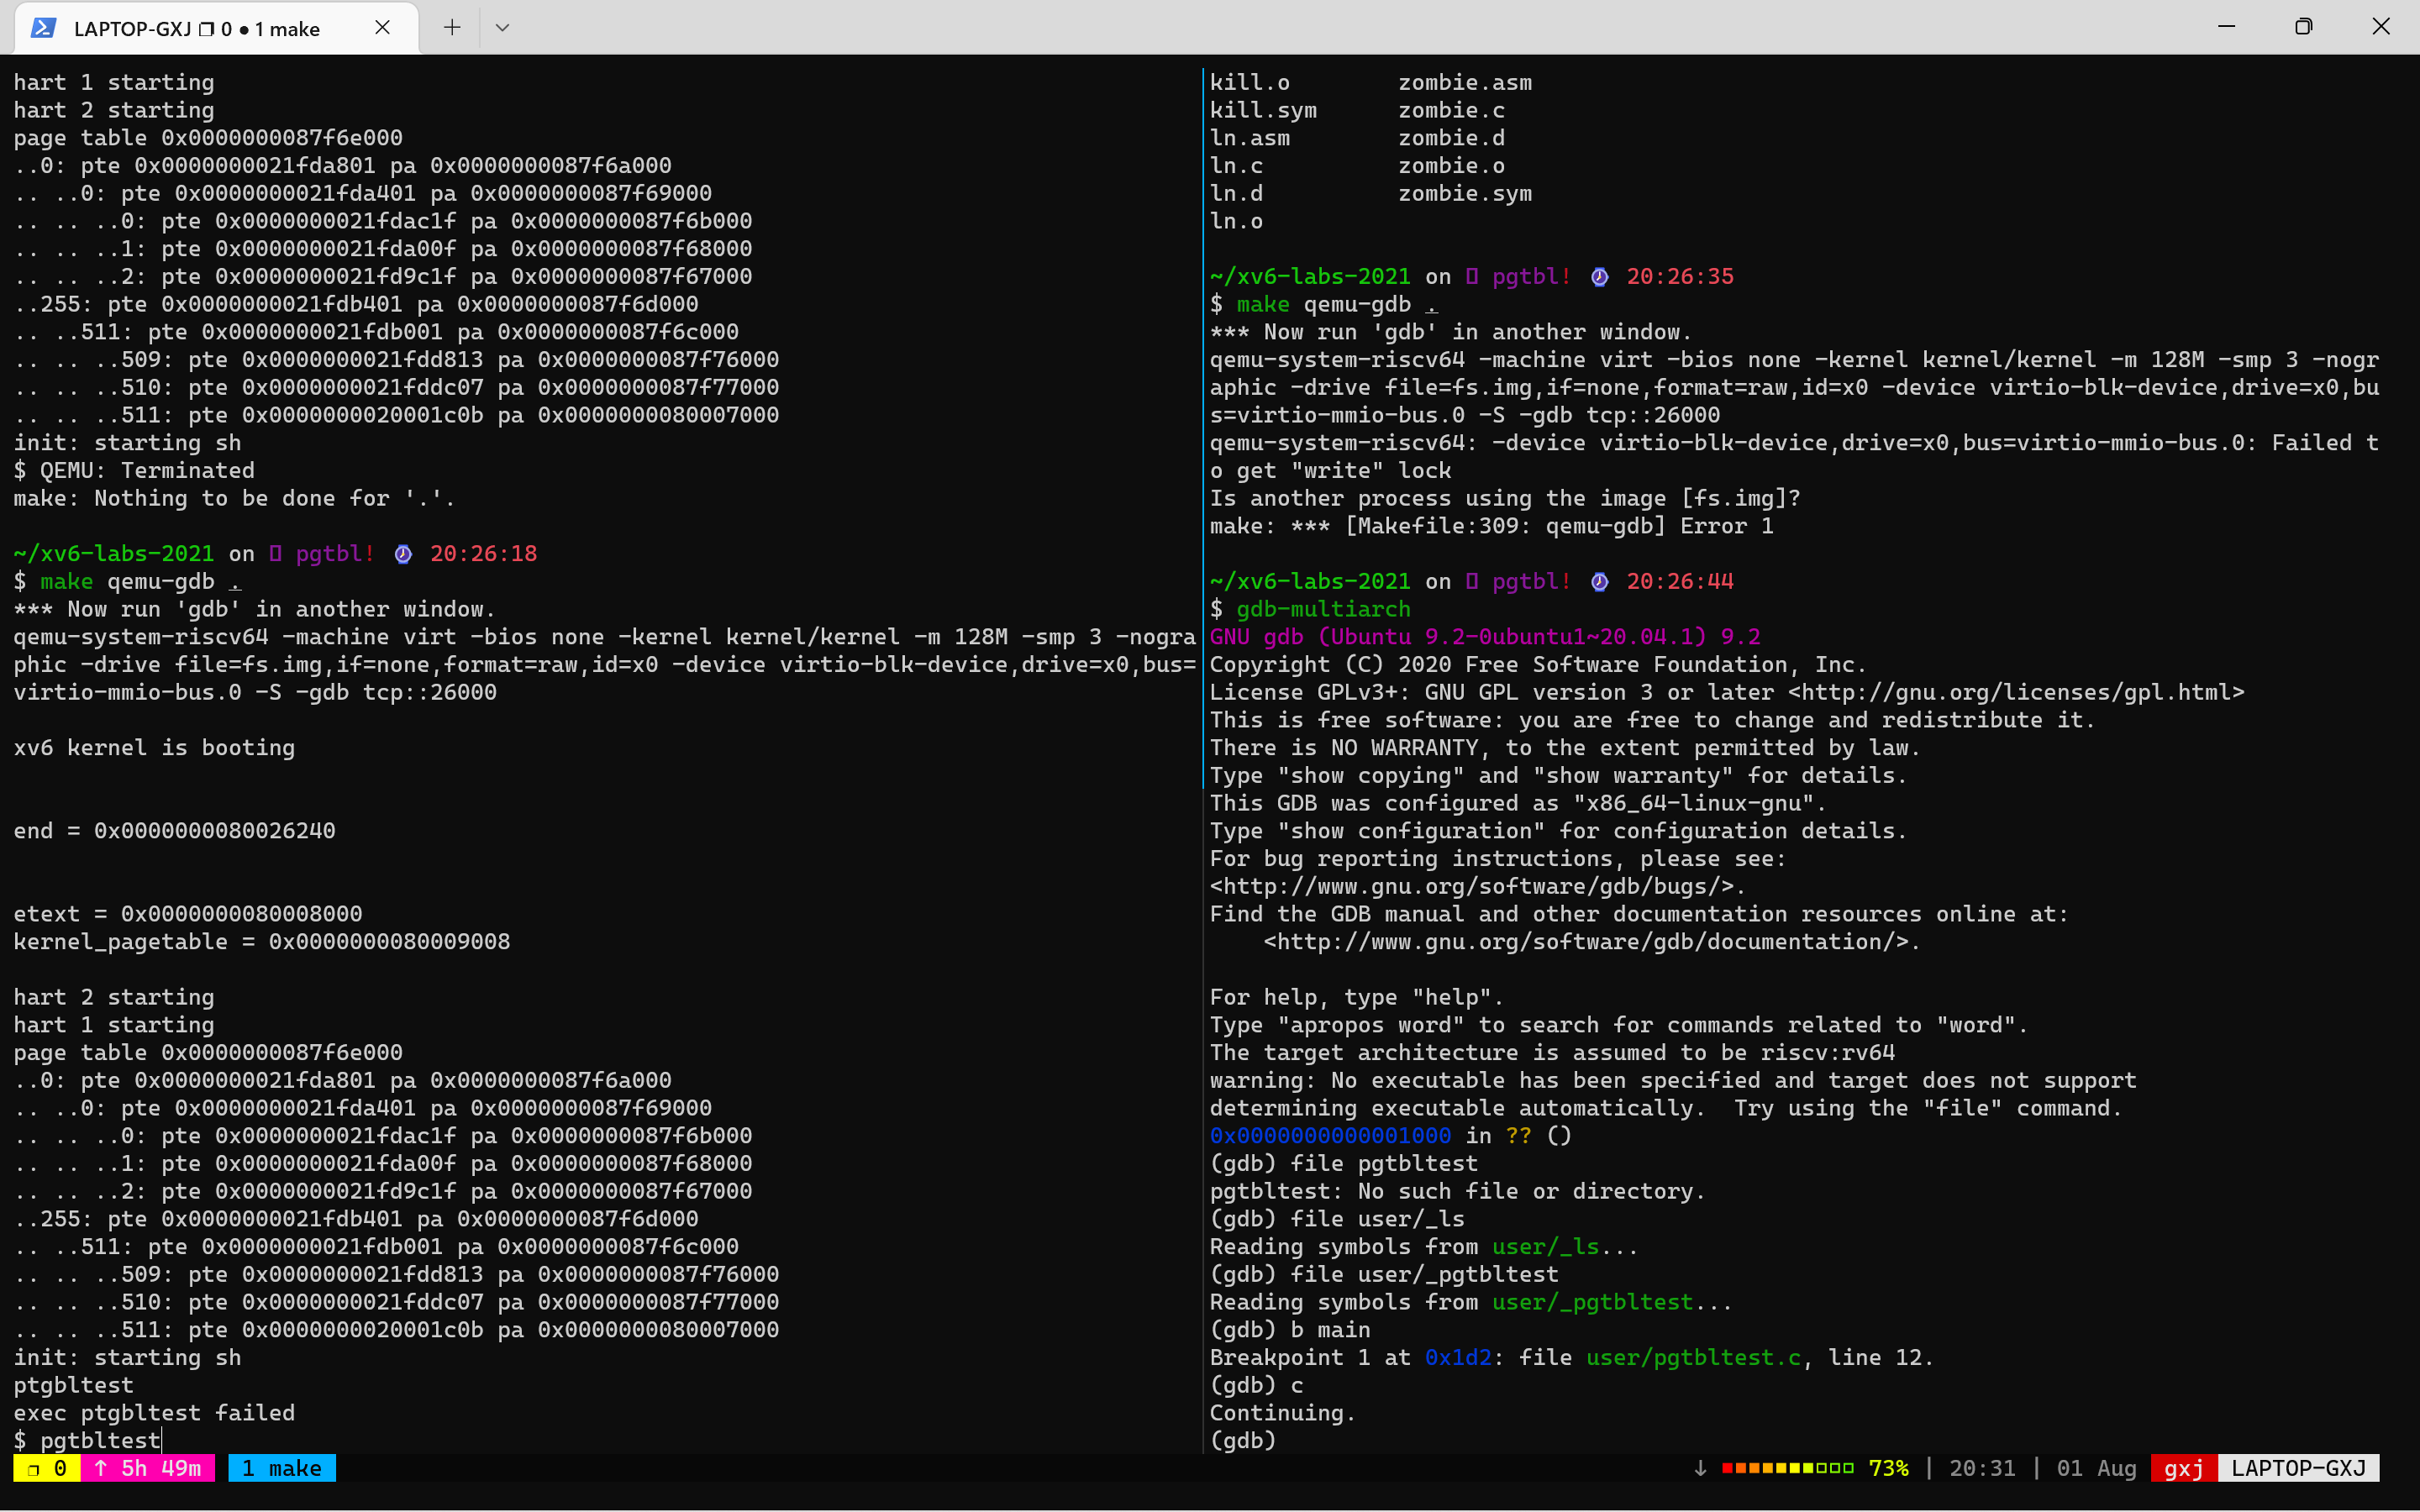 LAPTOP-GXJ ❐ 0 ● 1 make
hart 1 starting
hart 2 starting
page table 0x0000000087f6e000
..0: pte 0x0000000021fda801 pa 0x0000000087f6a000
.. ..0: pte 0x0000000021fda401 pa 0x0000000087f69000
.. .. ..0: pte 0x0000000021fdac1f pa 0x0000000087f6b000
.. .. ..1: pte 0x0000000021fda00f pa 0x0000000087f68000
.. .. ..2: pte 0x0000000021fd9c1f pa 0x0000000087f67000
..255: pte 0x0000000021fdb401 pa 0x0000000087f6d000
.. ..511: pte 0x0000000021fdb001 pa 0x0000000087f6c000
.. .. ..509: pte 0x0000000021fdd813 pa 0x0000000087f76000
.. .. ..510: pte 0x0000000021fddc07 pa 0x0000000087f77000
.. .. ..511: pte 0x0000000020001c0b pa 0x0000000080007000
init: starting sh
$ QEMU: Terminated
make: Nothing to be done for '.'.
~/xv6-labs-2021 on pgtbl! ⌚ 20:26:18
$ make qemu-gdb .
*** Now run 'gdb' in another window.
qemu-system-riscv64 -machine virt -bios none -kernel kernel/kernel -m 128M -smp 3 -nogra
phic -drive file=fs.img,if=none,format=raw,id=x0 -device virtio-blk-device,drive=x0,bus=
virtio-mmio-bus.0 -S -gdb tcp::26000
xv6 kernel is booting
end = 0x0000000080026240
etext = 0x0000000080008000
kernel_pagetable = 0x0000000080009008
hart 2 starting
hart 1 starting
page table 0x0000000087f6e000
..0: pte 0x0000000021fda801 pa 0x0000000087f6a000
.. ..0: pte 0x0000000021fda401 pa 0x0000000087f69000
.. .. ..0: pte 0x0000000021fdac1f pa 0x0000000087f6b000
.. .. ..1: pte 0x0000000021fda00f pa 0x0000000087f68000
.. .. ..2: pte 0x0000000021fd9c1f pa 0x0000000087f67000
..255: pte 0x0000000021fdb401 pa 0x0000000087f6d000
.. ..511: pte 0x0000000021fdb001 pa 0x0000000087f6c000
.. .. ..509: pte 0x0000000021fdd813 pa 0x0000000087f76000
.. .. ..510: pte 0x0000000021fddc07 pa 0x0000000087f77000
.. .. ..511: pte 0x0000000020001c0b pa 0x0000000080007000
init: starting sh
ptgbltest
exec ptgbltest failed
$ pgtbltest
kill.o zombie.asm
kill.sym zombie.c
ln.asm zombie.d
ln.c zombie.o
ln.d zombie.sym
ln.o
~/xv6-labs-2021 on pgtbl! ⌚ 20:26:35
$ make qemu-gdb .
*** Now run 'gdb' in another window.
qemu-system-riscv64 -machine virt -bios none -kernel kernel/kernel -m 128M -smp 3 -nogr
aphic -drive file=fs.img,if=none,format=raw,id=x0 -device virtio-blk-device,drive=x0,bu
s=virtio-mmio-bus.0 -S -gdb tcp::26000
qemu-system-riscv64: -device virtio-blk-device,drive=x0,bus=virtio-mmio-bus.0: Failed t
o get "write" lock
Is another process using the image [fs.img]?
make: *** [Makefile:309: qemu-gdb] Error 1
~/xv6-labs-2021 on pgtbl! ⌚ 20:26:44
$ gdb-multiarch
GNU gdb (Ubuntu 9.2-0ubuntu1~20.04.1) 9.2
Copyright (C) 2020 Free Software Foundation, Inc.
License GPLv3+: GNU GPL version 3 or later <http://gnu.org/licenses/gpl.html>
This is free software: you are free to change and redistribute it.
There is NO WARRANTY, to the extent permitted by law.
Type "show copying" and "show warranty" for details.
This GDB was configured as "x86_64-linux-gnu".
Type "show configuration" for configuration details.
For bug reporting instructions, please see:
<http://www.gnu.org/software/gdb/bugs/>.
Find the GDB manual and other documentation resources online at:
<http://www.gnu.org/software/gdb/documentation/>.
For help, type "help".
Type "apropos word" to search for commands related to "word".
The target architecture is assumed to be riscv:rv64
warning: No executable has been specified and target does not support
determining executable automatically.  Try using the "file" command.
0x0000000000001000 in ?? ()
(gdb) file pgtbltest
pgtbltest: No such file or directory.
(gdb) file user/_ls
Reading symbols from user/_ls...
(gdb) file user/_pgtbltest
Reading symbols from user/_pgtbltest...
(gdb) b main
Breakpoint 1 at 0x1d2: file user/pgtbltest.c, line 12.
(gdb) c
Continuing.
(gdb)
❐ 0 ↑ 5h 49m 1 make ↓ 73% | 20:31 | 01 Aug gxj LAPTOP-GXJ